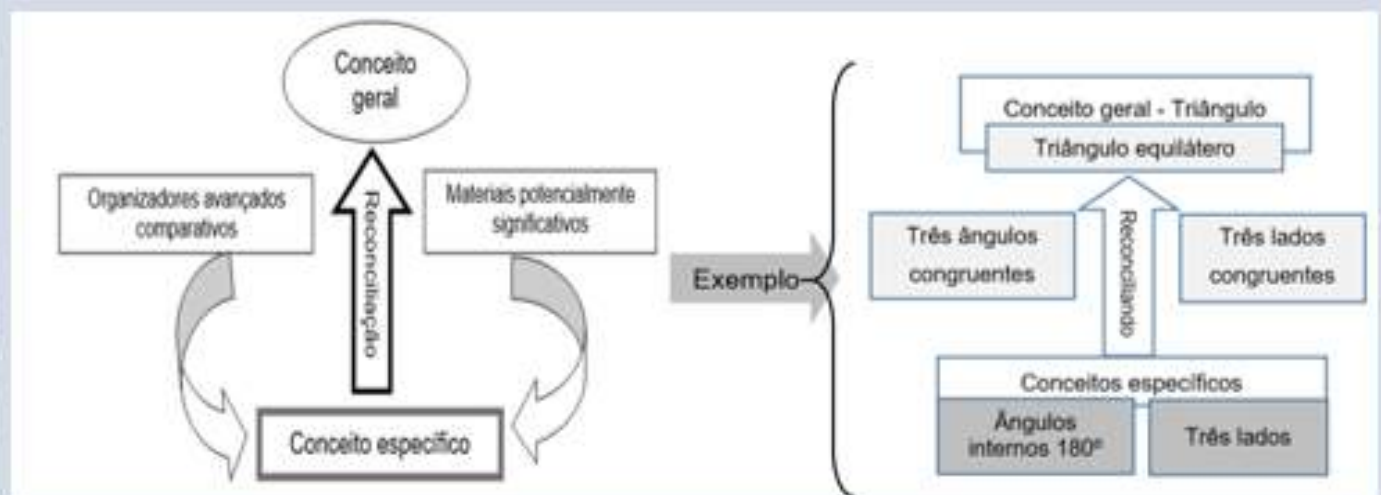 Conceito
geral
Organizadores avançados
comparativos
Reconciliação
Materiais potencialmente
significativos
Conceito específico
Exemplo
Conceito geral - Triângulo
Triângulo equilátero
Três ângulos
congruentes
Reconciliando
Três lados
congruentes
Conceitos específicos
Ângulos
internos 180º
Três lados